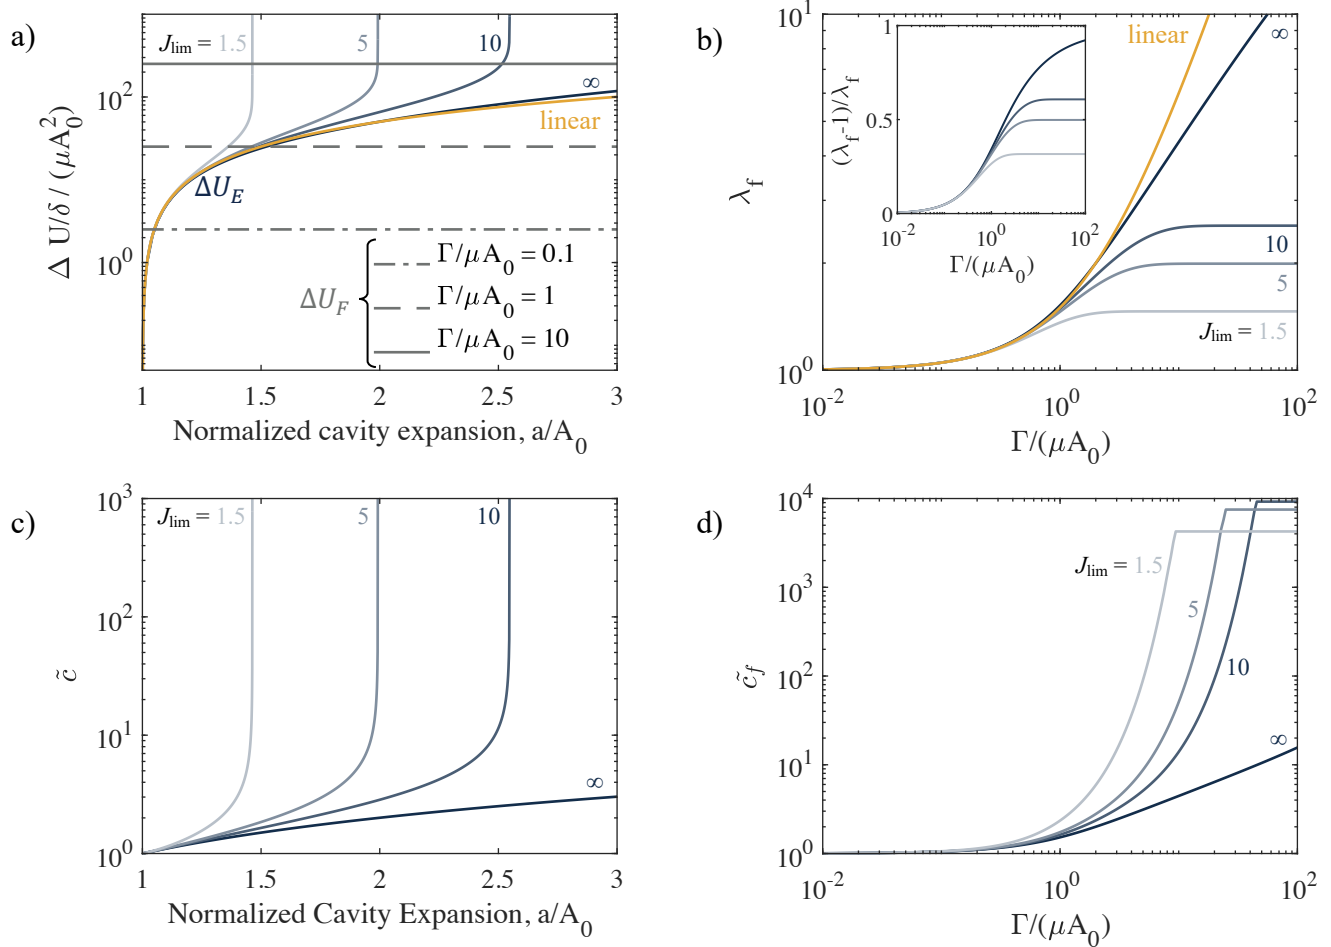 a)
J_lim = 1.5
5
10
∞
linear
ΔU_E
ΔU_F
Γ/μA_0 = 0.1
Γ/μA_0 = 1
Γ/μA_0 = 10
10^2
10^0
Δ U/δ / (μA_0^2)
1
1.5
2
2.5
3
Normalized cavity expansion, a/A_0
b)
linear
∞
10
5
J_lim = 1.5
10^1
10^0
λ_f
10^-2
10^0
10^2
Γ/(μA_0)
1
0.5
0
(λ_f-1)/λ_f
10^-2
10^0
10^2
Γ/(μA_0)
c)
J_lim = 1.5
5
10
∞
10^3
10^2
10^1
10^0
c̃
1
1.5
2
2.5
3
Normalized Cavity Expansion, a/A_0
d)
J_lim = 1.5
5
10
∞
10^4
10^3
10^2
10^1
10^0
c̃_f
10^-2
10^0
10^2
Γ/(μA_0)